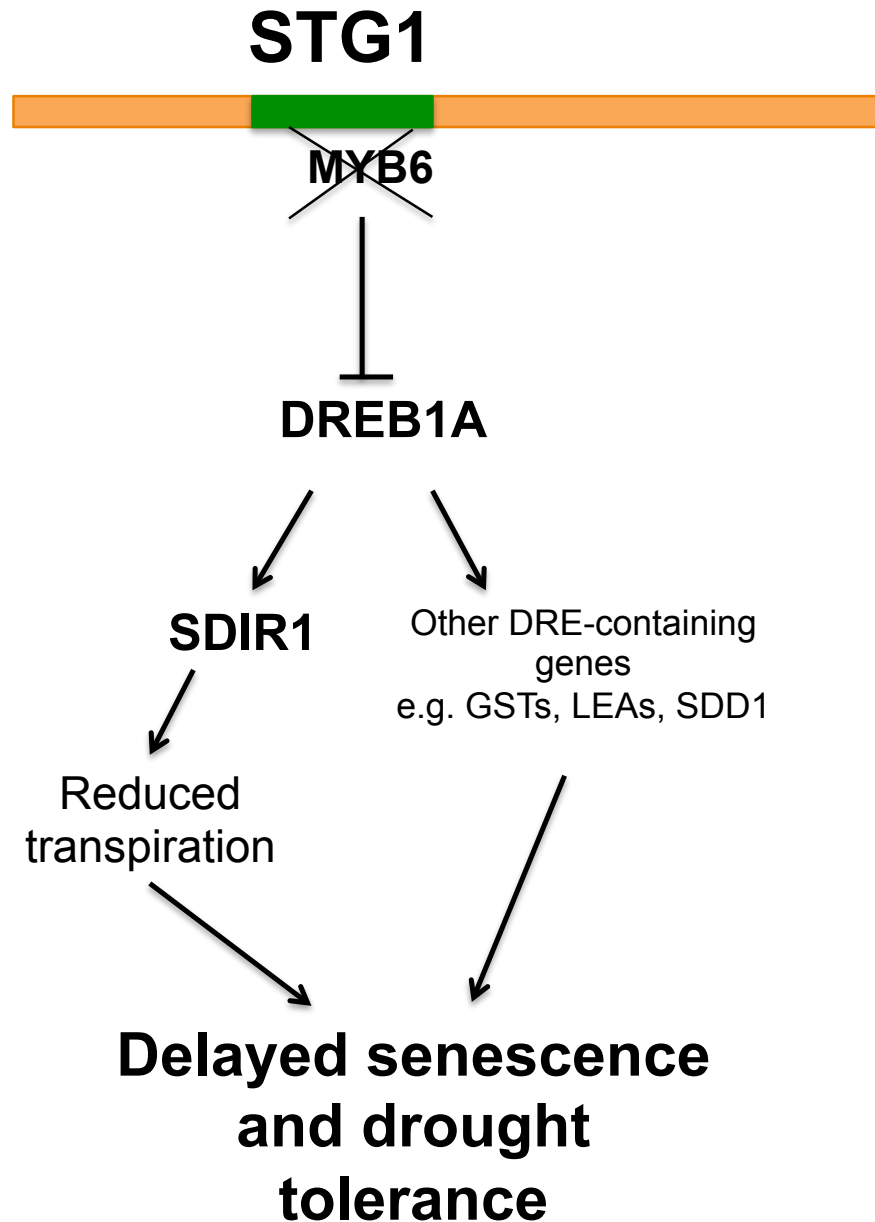 STG1
MYB6
DREB1A
SDIR1
Other DRE-containing
genes
e.g. GSTs, LEAs, SDD1
Reduced
transpiration
Delayed senescence
and drought
tolerance